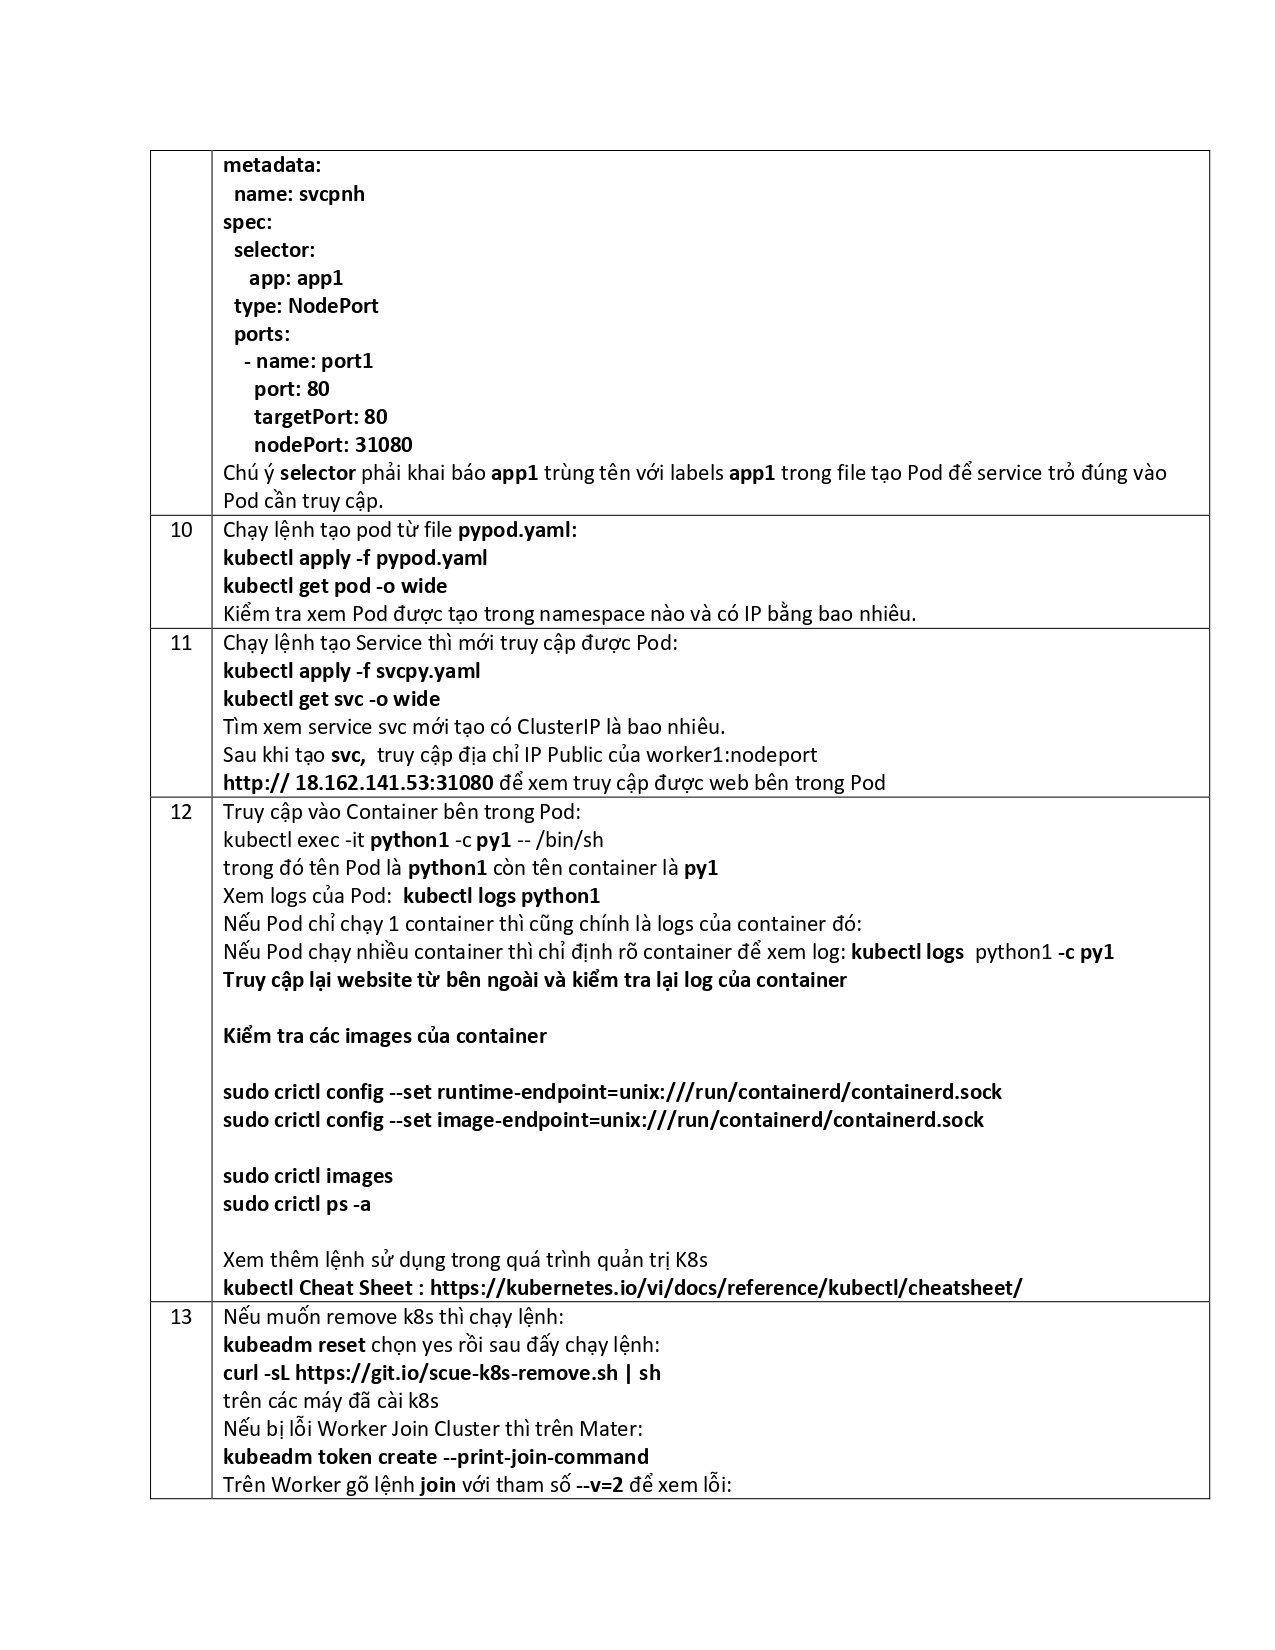 metadata:
  name: svcpnh
spec:
  selector:
    app: app1
  type: NodePort
  ports:
   - name: port1
     port: 80
     targetPort: 80
     nodePort: 31080
Chú ý selector phải khai báo app1 trùng tên với labels app1 trong file tạo Pod để service trỏ đúng vào
Pod cần truy cập.
10 Chạy lệnh tạo pod từ file pypod.yaml:
kubectl apply -f pypod.yaml
kubectl get pod -o wide
Kiểm tra xem Pod được tạo trong namespace nào và có IP bằng bao nhiêu.
11 Chạy lệnh tạo Service thì mới truy cập được Pod:
kubectl apply -f svcpy.yaml
kubectl get svc -o wide
Tìm xem service svc mới tạo có ClusterIP là bao nhiêu.
Sau khi tạo svc,  truy cập địa chỉ IP Public của worker1:nodeport
http:// 18.162.141.53:31080 để xem truy cập được web bên trong Pod
12 Truy cập vào Container bên trong Pod:
kubectl exec -it python1 -c py1 -- /bin/sh
trong đó tên Pod là python1 còn tên container là py1
Xem logs của Pod:  kubectl logs python1
Nếu Pod chỉ chạy 1 container thì cũng chính là logs của container đó:
Nếu Pod chạy nhiều container thì chỉ định rõ container để xem log: kubectl logs  python1 -c py1
Truy cập lại website từ bên ngoài và kiểm tra lại log của container
Kiểm tra các images của container
sudo crictl config --set runtime-endpoint=unix:///run/containerd/containerd.sock
sudo crictl config --set image-endpoint=unix:///run/containerd/containerd.sock
sudo crictl images
sudo crictl ps -a
Xem thêm lệnh sử dụng trong quá trình quản trị K8s
kubectl Cheat Sheet : https://kubernetes.io/vi/docs/reference/kubectl/cheatsheet/
13 Nếu muốn remove k8s thì chạy lệnh:
kubeadm reset chọn yes rồi sau đấy chạy lệnh:
curl -sL https://git.io/scue-k8s-remove.sh | sh
trên các máy đã cài k8s
Nếu bị lỗi Worker Join Cluster thì trên Mater:
kubeadm token create --print-join-command
Trên Worker gõ lệnh join với tham số --v=2 để xem lỗi: